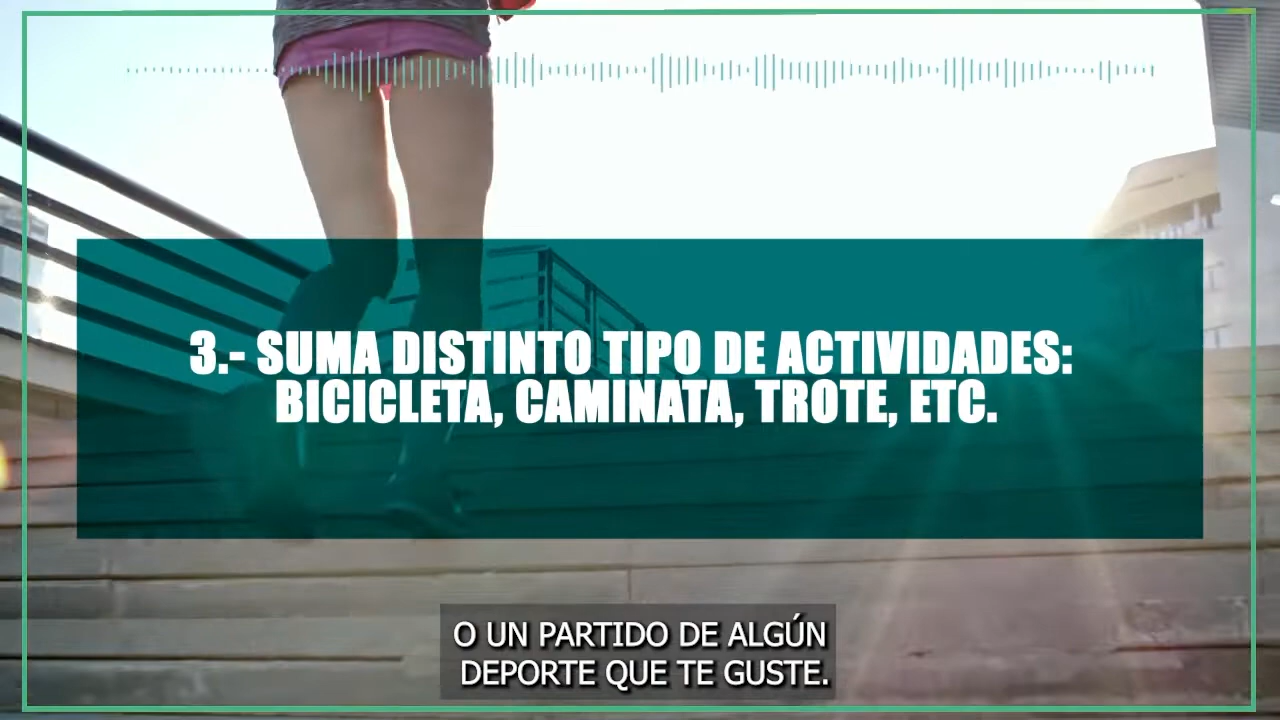 3.- SUMA DISTINTO TIPO DE ACTIVIDADES:
BICICLETA, CAMINATA, TROTE, ETC.
O UN PARTIDO DE ALGÚN
DEPORTE QUE TE GUSTE.